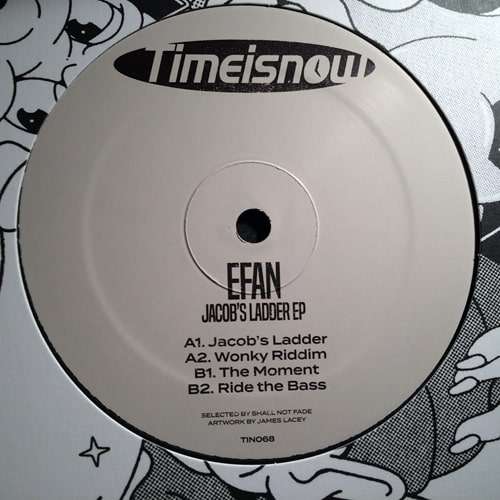 Timeisnow
EFAN
JACOB'S LADDER EP
A1. Jacob's Ladder
A2. Wonky Riddim
B1. The Moment
B2. Ride the Bass
SELECTED BY SHALL NOT FADE
ARTWORK BY JAMES LACEY
TIN068